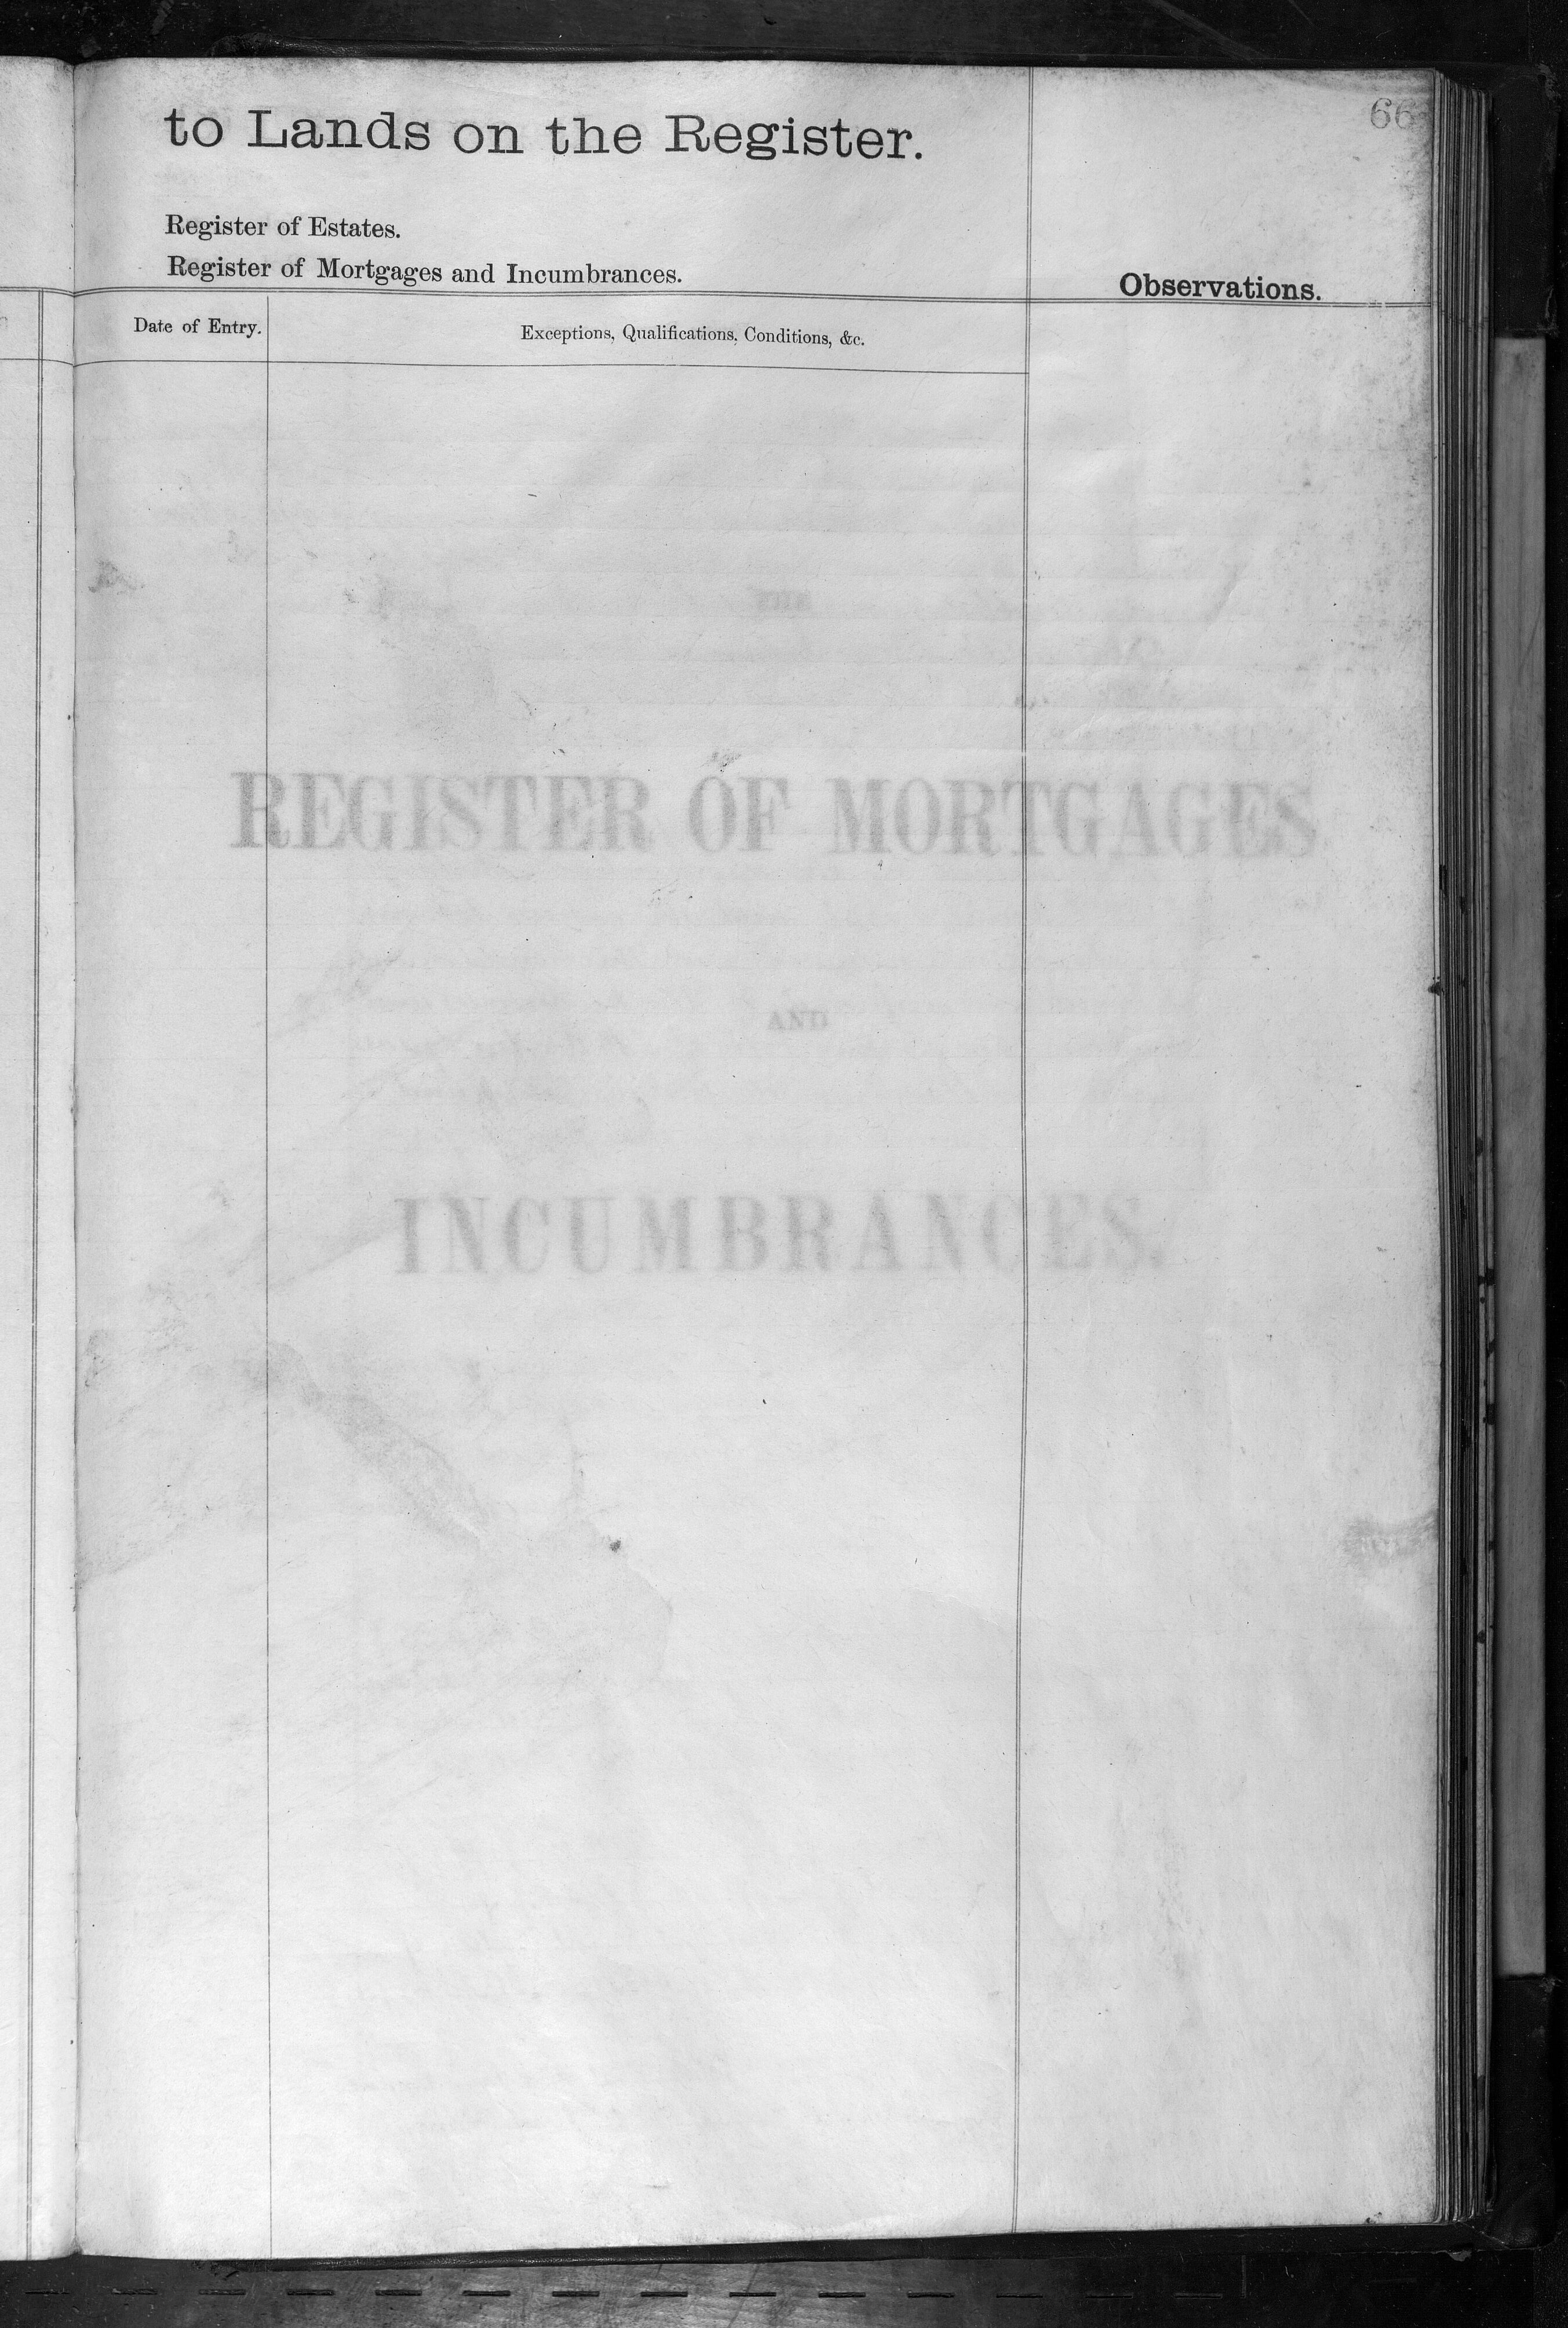 66
to Lands on the Register.
Register of Estates.
Register of Mortgages and Incumbrances.
Observations.
Date of Entry.
Exceptions, Qualifications, Conditions, &c.
THE
REGISTER OF MORTGAGES
AND
INCUMBRANCES.